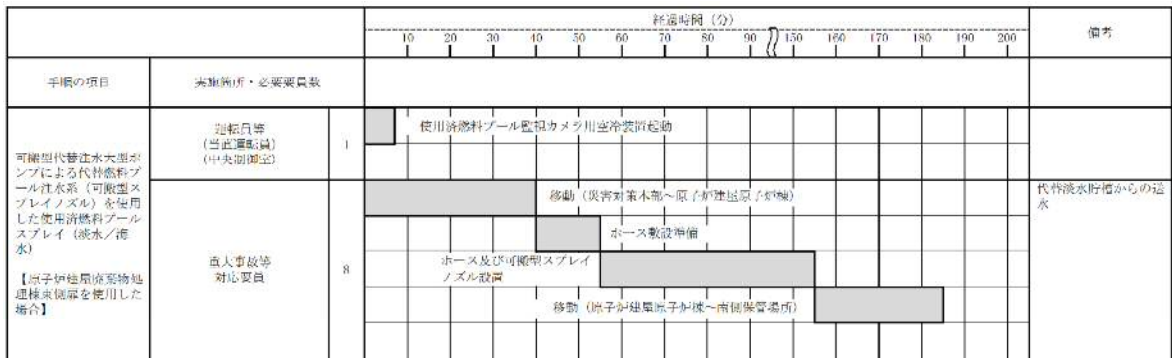 経過時間（分）
備考
10 20 30 40 50 60 70 80 90 150 160 170 180 190 200
手順の項目
実施箇所・必要要員数
可搬型代替注水大型ポ
ンプによる代替燃料プ
ール注水系（可搬型ス
プレイノズル）を使用
した使用済燃料プール
スプレイ（淡水／海
水）
【原子炉建屋廃棄物処
理棟東側扉を使用した
場合】
運転員等
（当直運転員）
（中央制御室）
1
使用済燃料プール監視カメラ用空冷装置起動
重大事故等
対応要員
8
移動（災害対策本部～原子炉建屋原子炉棟）
ホース敷設準備
ホース及び可搬型スプレイ
ノズル設置
移動（原子炉建屋原子炉棟～南側保管場所）
代替淡水貯槽からの送
水